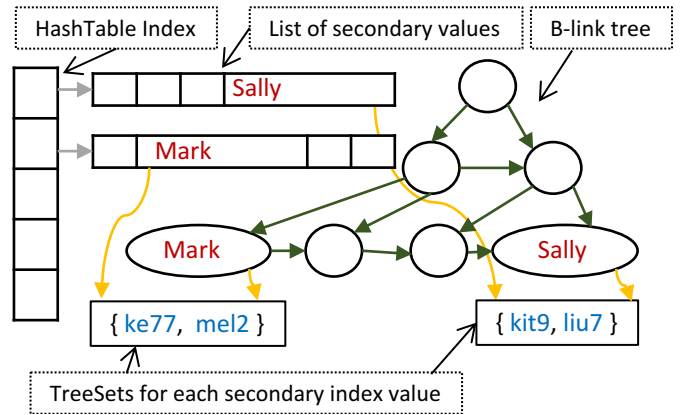 HashTable Index
List of secondary values
B-link tree
Sally
Mark
Mark
Sally
{ ke77, mel2 }
{ kit9, liu7 }
TreeSets for each secondary index value